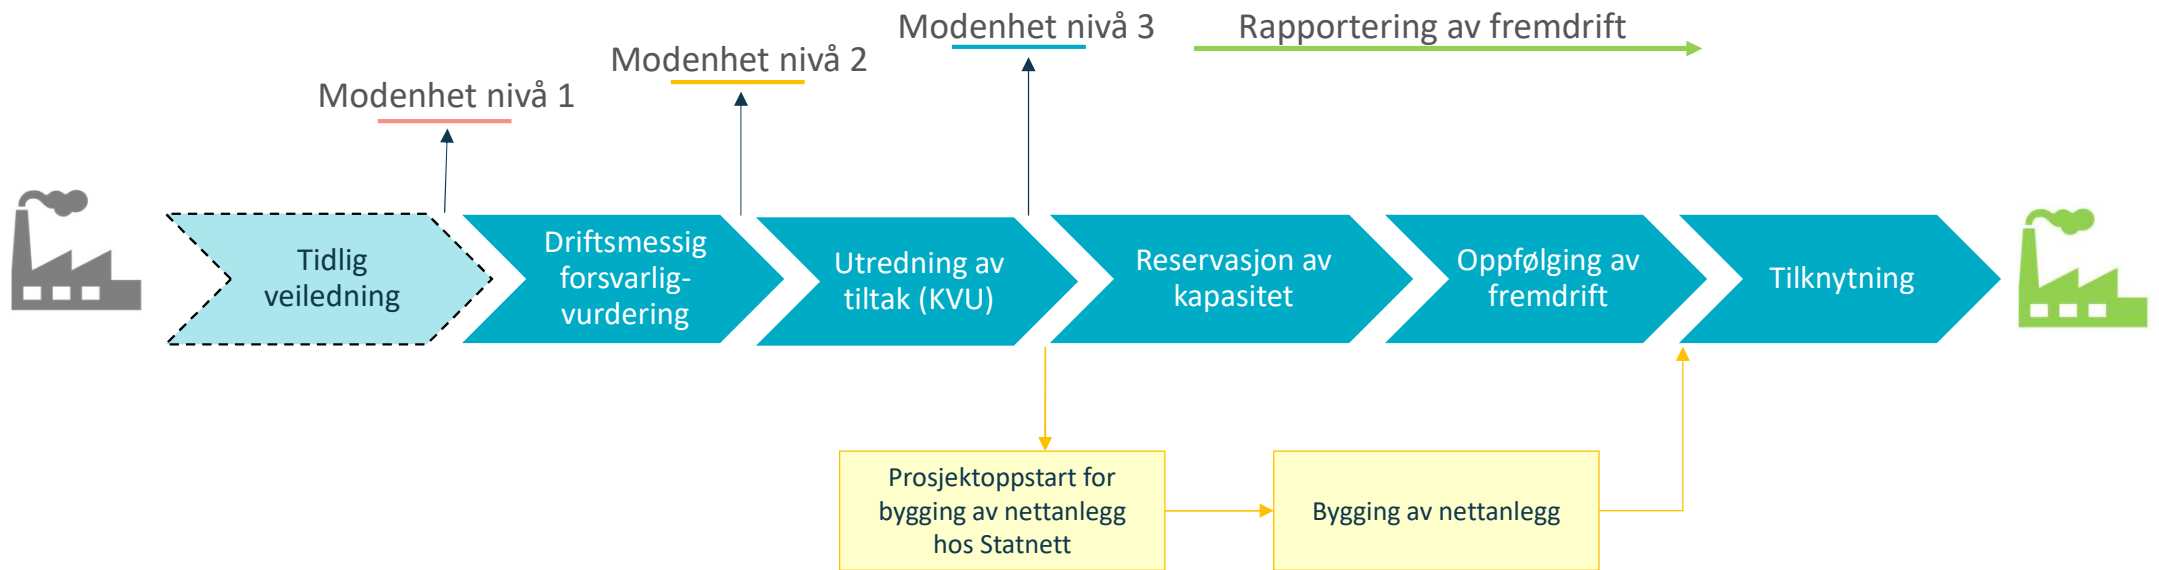 Modenhet nivå 1
Modenhet nivå 2
Modenhet nivå 3
Rapportering av fremdrift
Tidlig
veiledning
Driftsmessig
forsvarlig-
vurdering
Utredning av
tiltak (KVU)
Reservasjon av
kapasitet
Oppfølging av
fremdrift
Tilknytning
Prosjektoppstart for
bygging av nettanlegg
hos Statnett
Bygging av nettanlegg